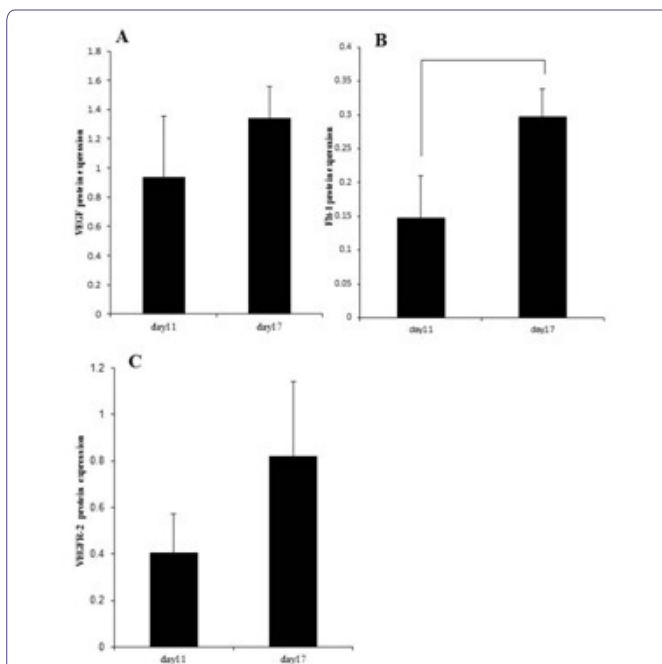 A
VEGF protein expression
1.8
1.6
1.4
1.2
1
0.8
0.6
0.4
0.2
0
day11 day17
B
Flt-1 protein expression
0.4
0.35
0.3
0.25
0.2
0.15
0.1
0.05
0
day11 day17
C
VEGFR-2 protein expression
1.2
1
0.8
0.6
0.4
0.2
0
day11 day17